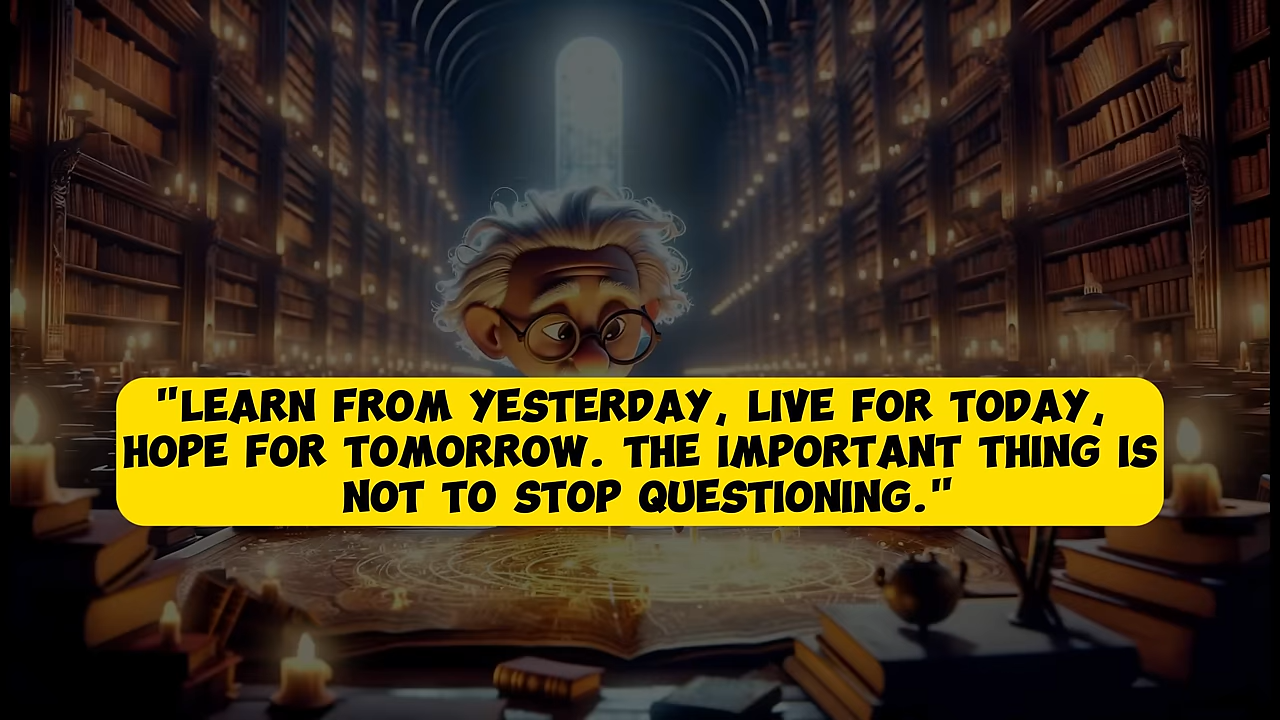 "LEARN FROM YESTERDAY, LIVE FOR TODAY,
HOPE FOR TOMORROW. THE IMPORTANT THING IS
NOT TO STOP QUESTIONING."